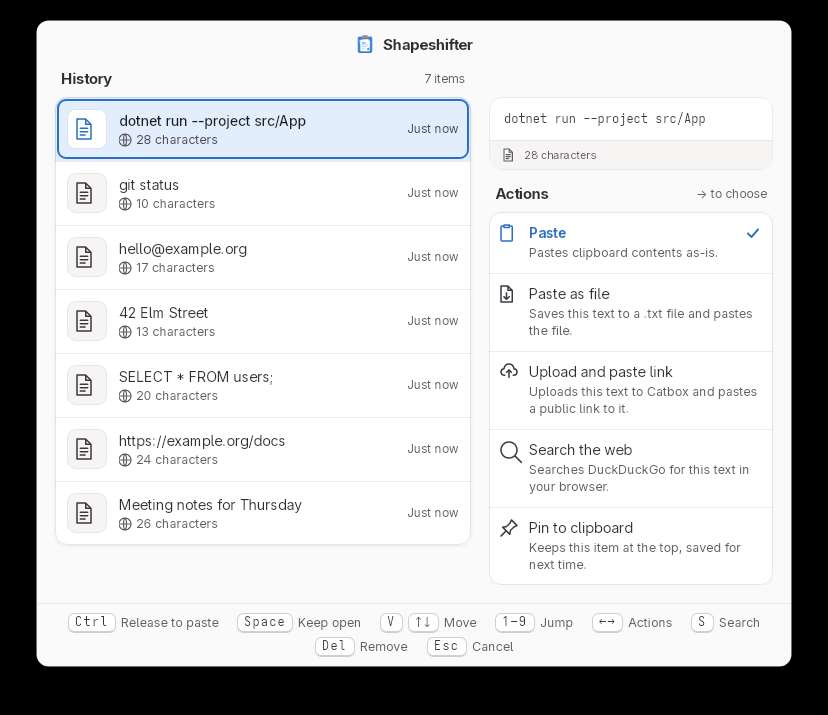 Shapeshifter
History
7 items
dotnet run --project src/App
28 characters
Just now
git status
10 characters
Just now
hello@example.org
17 characters
Just now
42 Elm Street
13 characters
Just now
SELECT * FROM users;
20 characters
Just now
https://example.org/docs
24 characters
Just now
Meeting notes for Thursday
26 characters
Just now
dotnet run --project src/App
28 characters
Actions
→ to choose
Paste
Pastes clipboard contents as-is.
Paste as file
Saves this text to a .txt file and pastes
the file.
Upload and paste link
Uploads this text to Catbox and pastes
a public link to it.
Search the web
Searches DuckDuckGo for this text in
your browser.
Pin to clipboard
Keeps this item at the top, saved for
next time.
Ctrl Release to paste Space Keep open V ↑↓ Move 1–9 Jump ←→ Actions S Search
Del Remove Esc Cancel